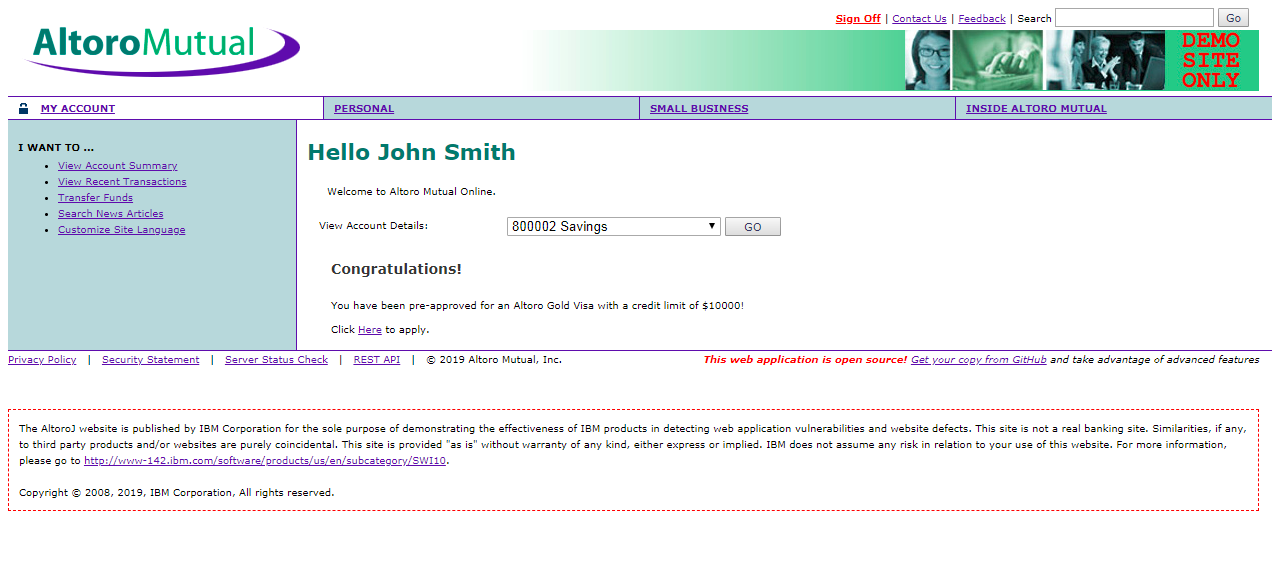 AltoroMutual
Sign Off | Contact Us | Feedback | Search Go
DEMO
SITE
ONLY
MY ACCOUNT PERSONAL SMALL BUSINESS INSIDE ALTORO MUTUAL
I WANT TO ...
• View Account Summary
• View Recent Transactions
• Transfer Funds
• Search News Articles
• Customize Site Language
Hello John Smith
Welcome to Altoro Mutual Online.
View Account Details: 800002 Savings GO
Congratulations!
You have been pre-approved for an Altoro Gold Visa with a credit limit of $10000!
Click Here to apply.
Privacy Policy | Security Statement | Server Status Check | REST API | © 2019 Altoro Mutual, Inc. This web application is open source! Get your copy from GitHub and take advantage of advanced features
The AltoroJ website is published by IBM Corporation for the sole purpose of demonstrating the effectiveness of IBM products in detecting web application vulnerabilities and website defects. This site is not a real banking site. Similarities, if any,
to third party products and/or websites are purely coincidental. This site is provided "as is" without warranty of any kind, either express or implied. IBM does not assume any risk in relation to your use of this website. For more information,
please go to http://www-142.ibm.com/software/products/us/en/subcategory/SWI10.
Copyright © 2008, 2019, IBM Corporation, All rights reserved.